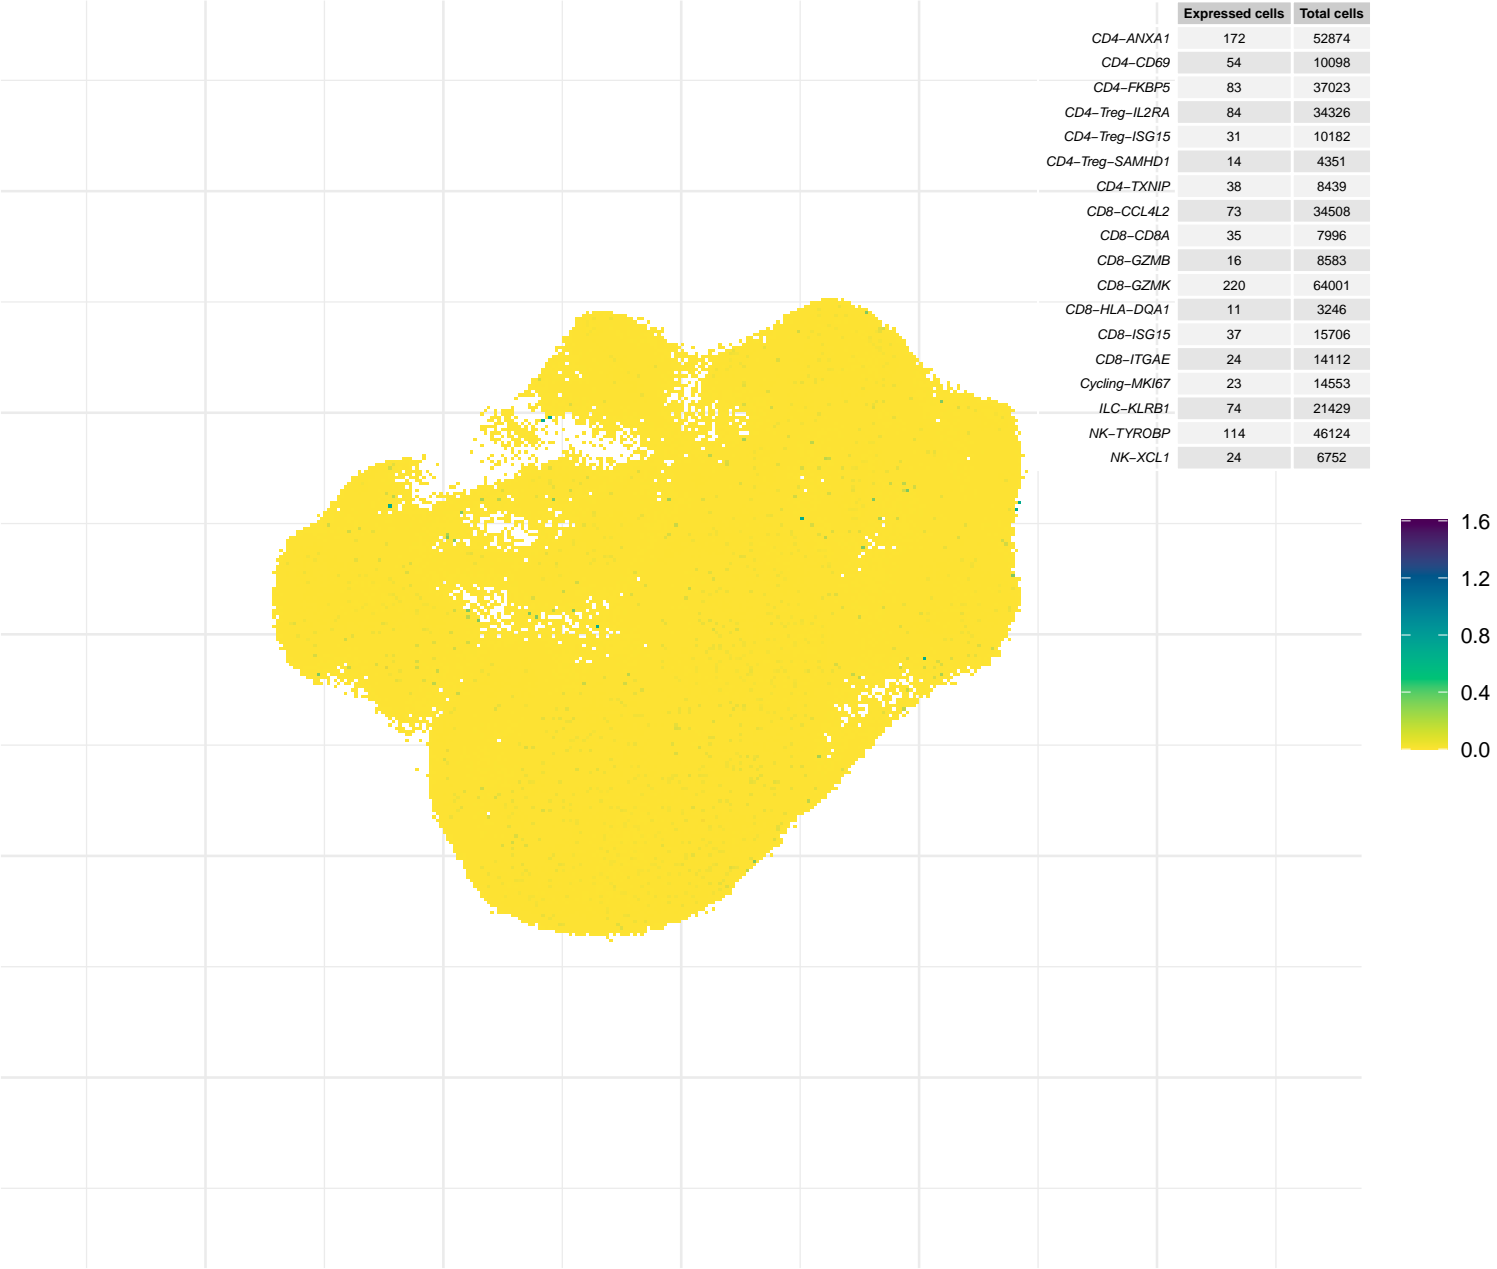 Expressed cells Total cells
CD4−ANXA1 172 52874
CD4−CD69 54 10098
CD4−FKBP5 83 37023
CD4−Treg−IL2RA 84 34326
CD4−Treg−ISG15 31 10182
CD4−Treg−SAMHD1 14 4351
CD4−TXNIP 38 8439
CD8−CCL4L2 73 34508
CD8−CD8A 35 7996
CD8−GZMB 16 8583
CD8−GZMK 220 64001
CD8−HLA−DQA1 11 3246
CD8−ISG15 37 15706
CD8−ITGAE 24 14112
Cycling−MKI67 23 14553
ILC−KLRB1 74 21429
NK−TYROBP 114 46124
NK−XCL1 24 6752
1.6
1.2
0.8
0.4
0.0